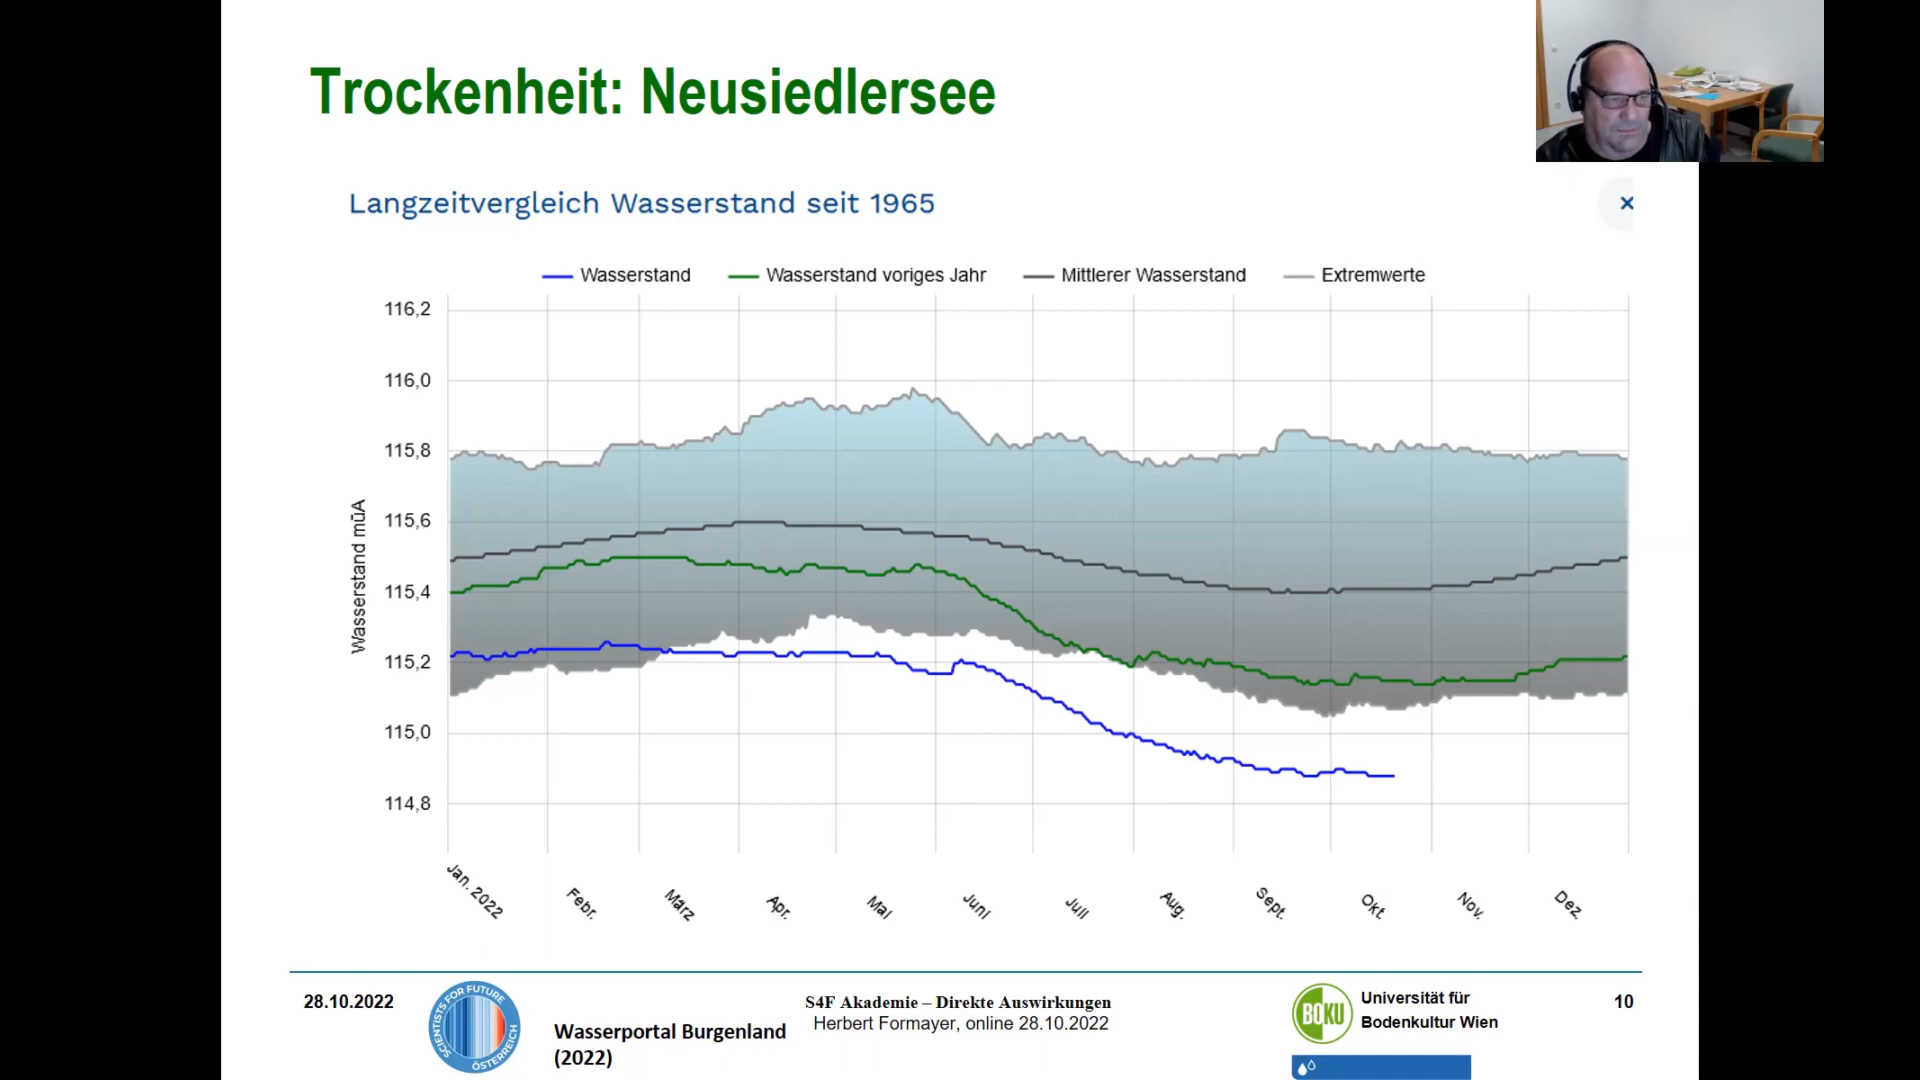 Trockenheit: Neusiedlersee
Langzeitvergleich Wasserstand seit 1965
×
Wasserstand
Wasserstand voriges Jahr
Mittlerer Wasserstand
Extremwerte
116,2
116,0
115,8
115,6
115,4
115,2
115,0
114,8
Wasserstand müA
Jan. 2022
Febr.
März
Apr.
Mai
Juni
Juli
Aug.
Sept.
Okt.
Nov.
Dez.
28.10.2022
SCIENTISTS FOR FUTURE
ÖSTERREICH
Wasserportal Burgenland
(2022)
S4F Akademie – Direkte Auswirkungen
Herbert Formayer, online 28.10.2022
BOKU
Universität für
Bodenkultur Wien
10